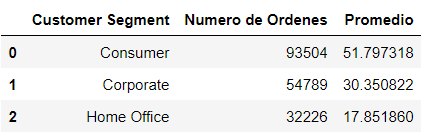 Customer Segment Numero de Ordenes Promedio
0 Consumer 93504 51.797318
1 Corporate 54789 30.350822
2 Home Office 32226 17.851860